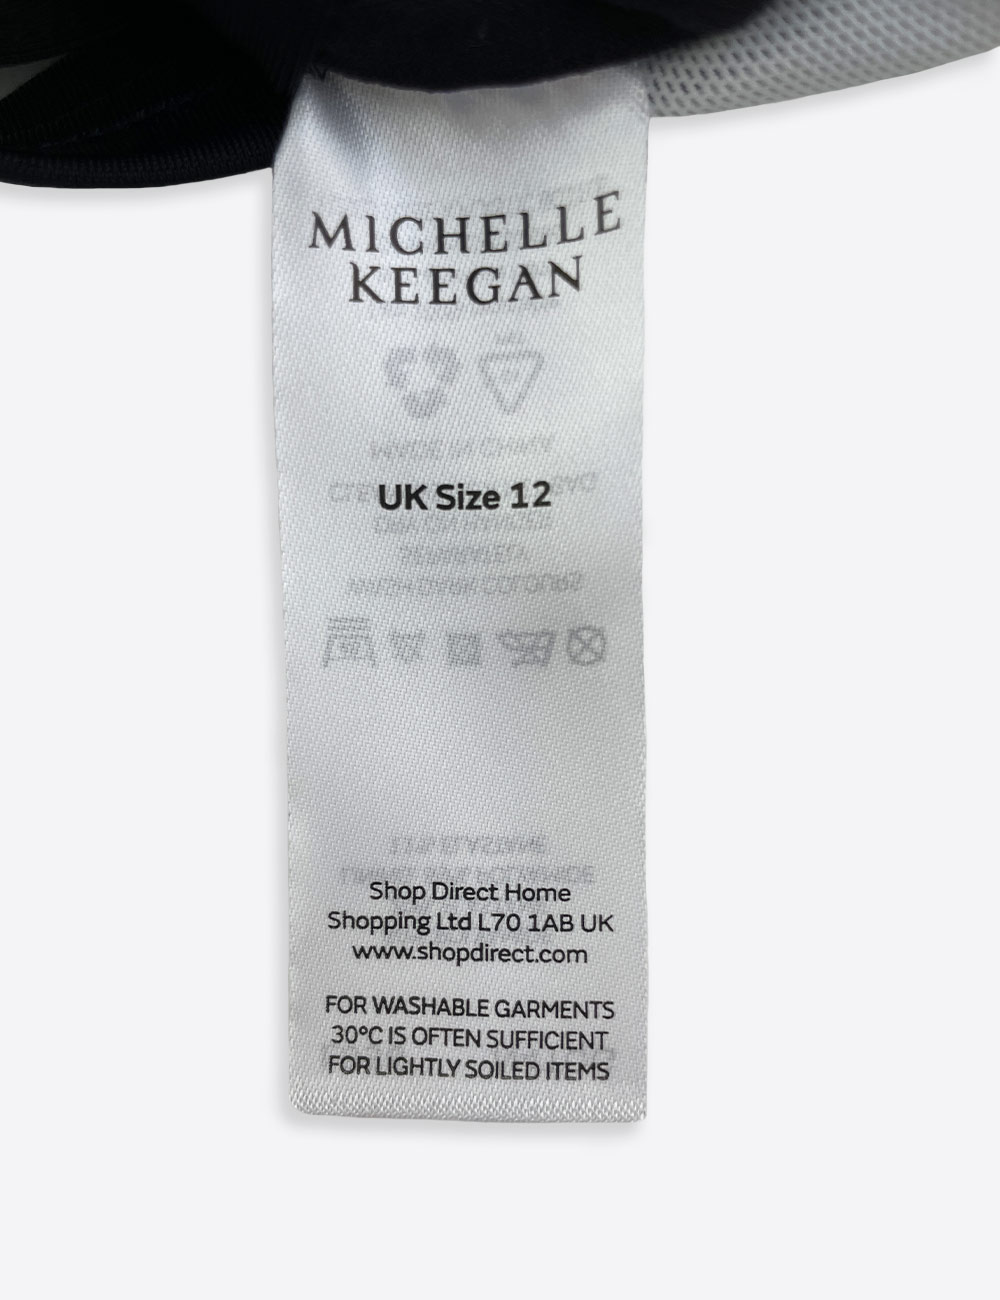 MICHELLE
KEEGAN
UK Size 12
Shop Direct Home
Shopping Ltd L70 1AB UK
www.shopdirect.com
FOR WASHABLE GARMENTS
30°C IS OFTEN SUFFICIENT
FOR LIGHTLY SOILED ITEMS